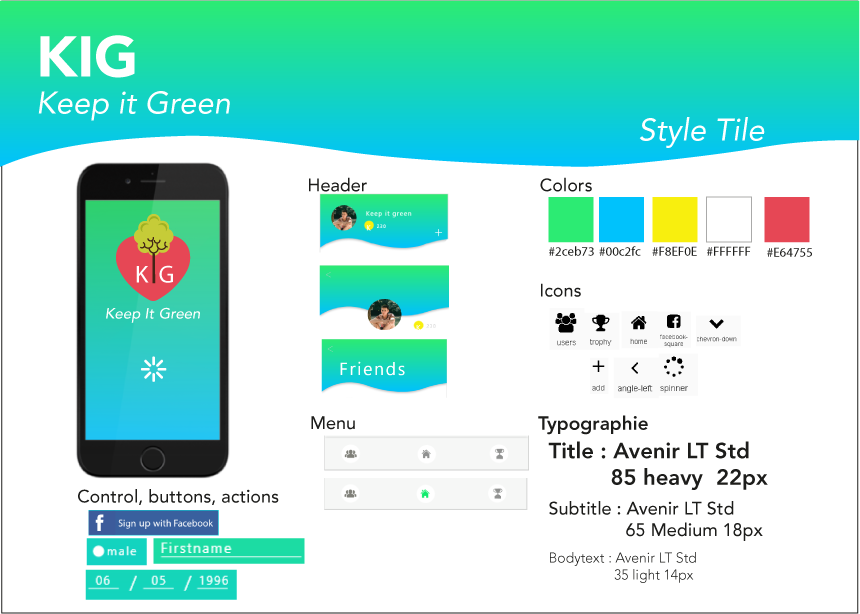 KIG
Keep it Green
Style Tile
K G
Keep It Green
Header
Keep it green
236
+
<
236
<
Friends
Menu
Colors
#2ceb73 #00c2fc #F8EF0E #FFFFFF #E64755
Icons
users trophy home facebook-square chevron-down
add angle-left spinner
Typographie
Title : Avenir LT Std
85 heavy 22px
Subtitle : Avenir LT Std
65 Medium 18px
Bodytext : Avenir LT Std
35 light 14px
Control, buttons, actions
f Sign up with Facebook
male Firstname
06 / 05 / 1996